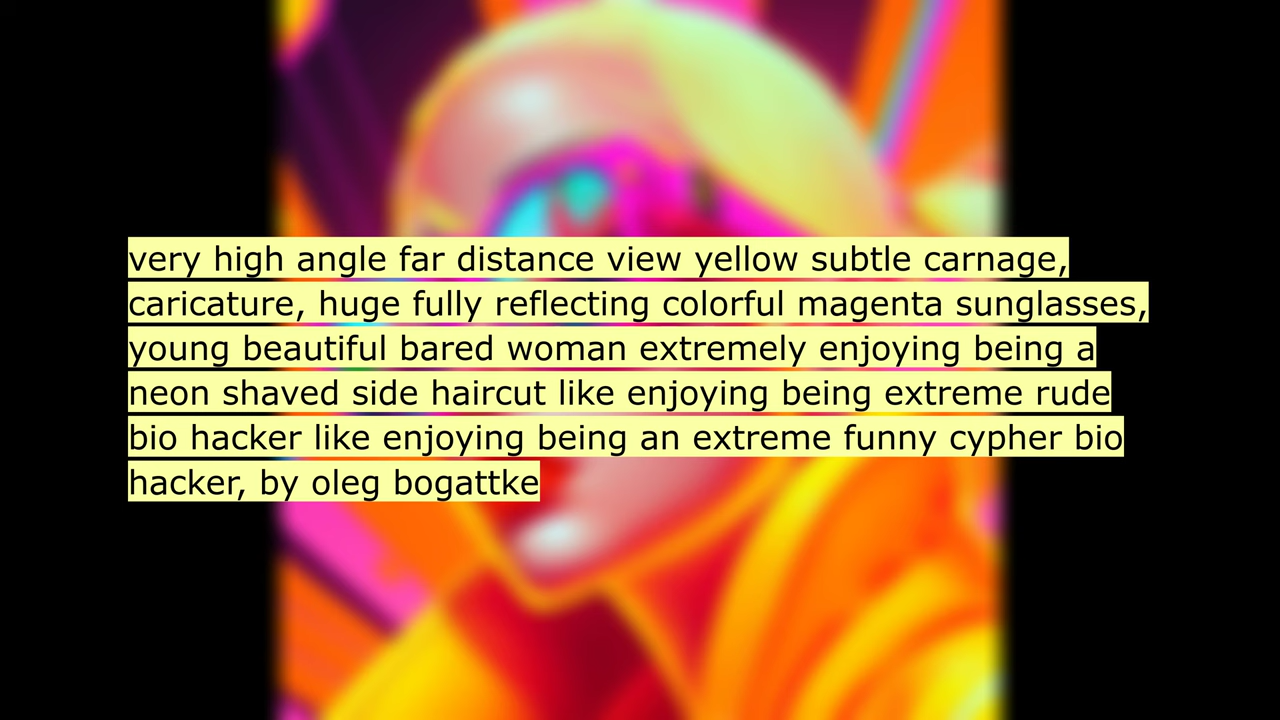 very high angle far distance view yellow subtle carnage,
caricature, huge fully reflecting colorful magenta sunglasses,
young beautiful bared woman extremely enjoying being a
neon shaved side haircut like enjoying being extreme rude
bio hacker like enjoying being an extreme funny cypher bio
hacker, by oleg bogattke